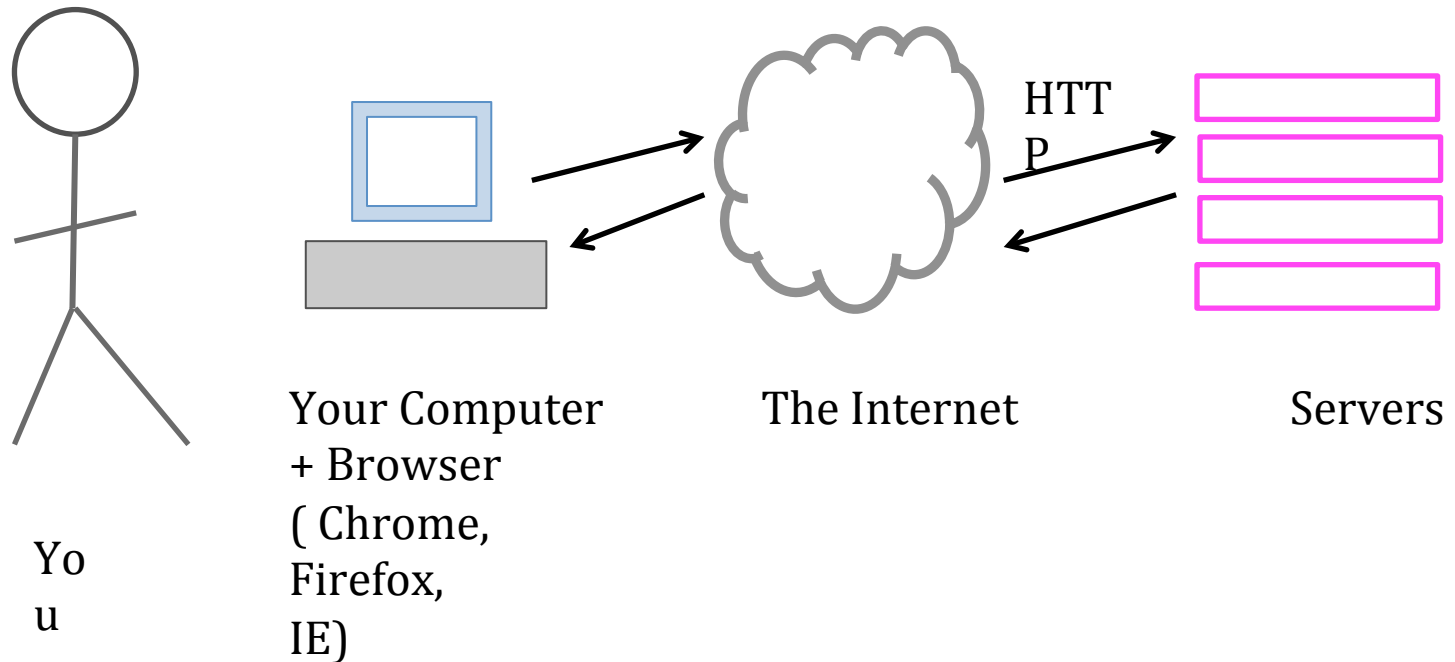 HTT
P
Your Computer
+ Browser
( Chrome,
Firefox,
IE)
The Internet
Servers
Yo
u